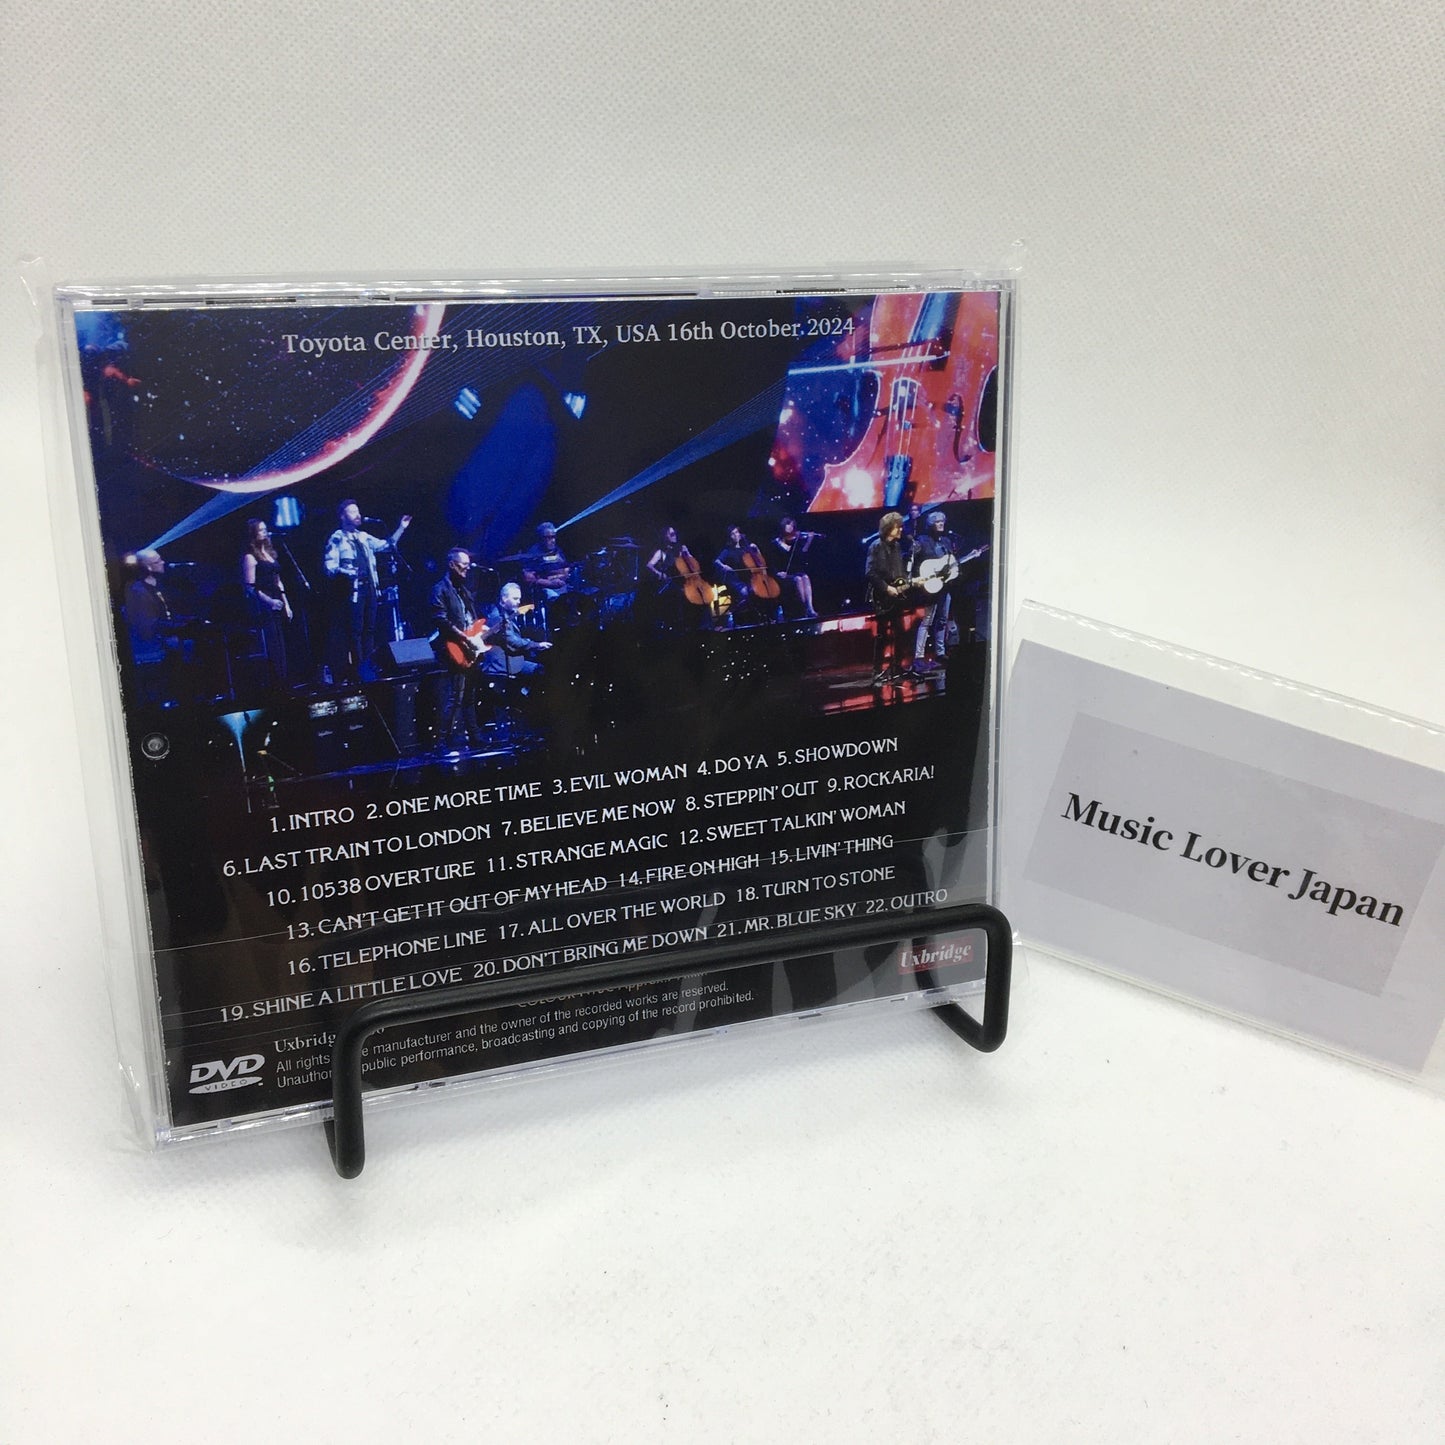 Toyota Center, Houston, TX, USA 16th October 2024
1. INTRO 2. ONE MORE TIME 3. EVIL WOMAN 4. DO YA 5. SHOWDOWN
6. LAST TRAIN TO LONDON 7. BELIEVE ME NOW 8. STEPPIN' OUT 9. ROCKARIA!
10. 10538 OVERTURE 11. STRANGE MAGIC 12. SWEET TALKIN' WOMAN
13. CAN'T GET IT OUT OF MY HEAD 14. FIRE ON HIGH 15. LIVIN' THING
16. TELEPHONE LINE 17. ALL OVER THE WORLD 18. TURN TO STONE
19. SHINE A LITTLE LOVE 20. DON'T BRING ME DOWN 21. MR. BLUE SKY 22. OUTRO
Uxbridge
All rights manufacturer and the owner of the recorded works are reserved.
public performance, broadcasting and copying of the record prohibited.
DVD
VIDEO
Music Lover Japan